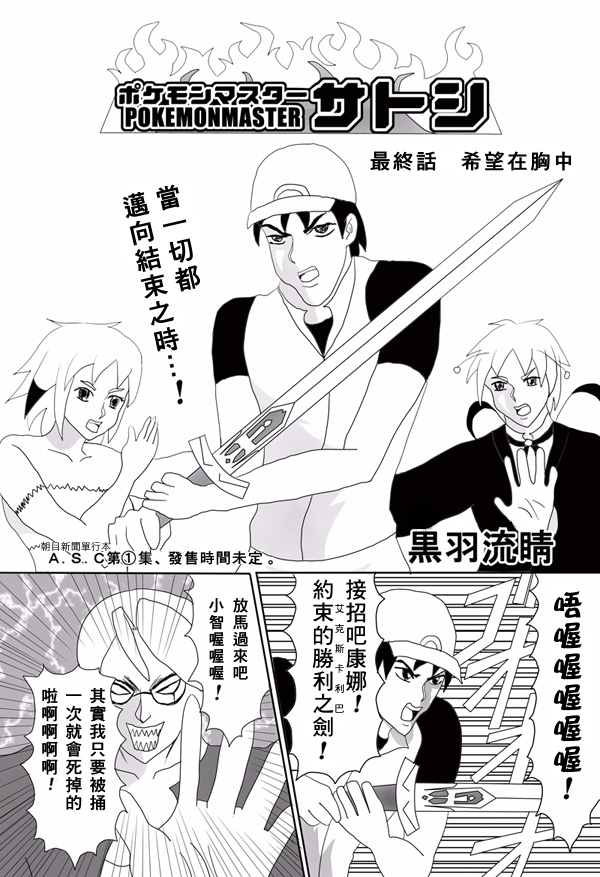 ポケモンマスター
POKEMONMASTER
サトシ
最終話　希望在胸中
當一切都
邁向結束之時…！
黒羽流晴
～朝目新聞單行本
A．S．C第①集、發售時間未定。
唔喔喔喔喔喔喔！
接招吧康娜！
約束的勝利之劍！
艾克斯卡利巴
放馬過來吧
小智喔喔喔！
其實我只要被捅
一次就會死掉的
啦啊啊啊啊！